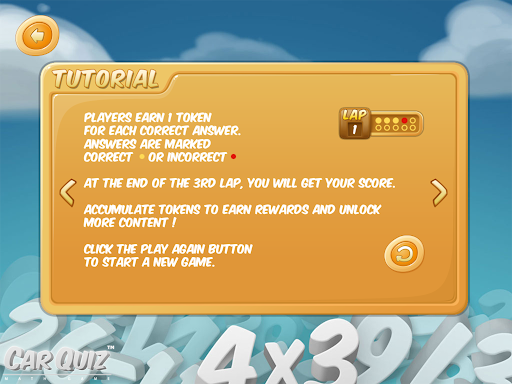 TUTORIAL
PLAYERS EARN 1 TOKEN
FOR EACH CORRECT ANSWER.
ANSWERS ARE MARKED
CORRECT OR INCORRECT
LAP
1
AT THE END OF THE 3RD LAP, YOU WILL GET YOUR SCORE.
ACCUMULATE TOKENS TO EARN REWARDS AND UNLOCK
MORE CONTENT !
CLICK THE PLAY AGAIN BUTTON
TO START A NEW GAME.
CAR QUIZ™
4x39